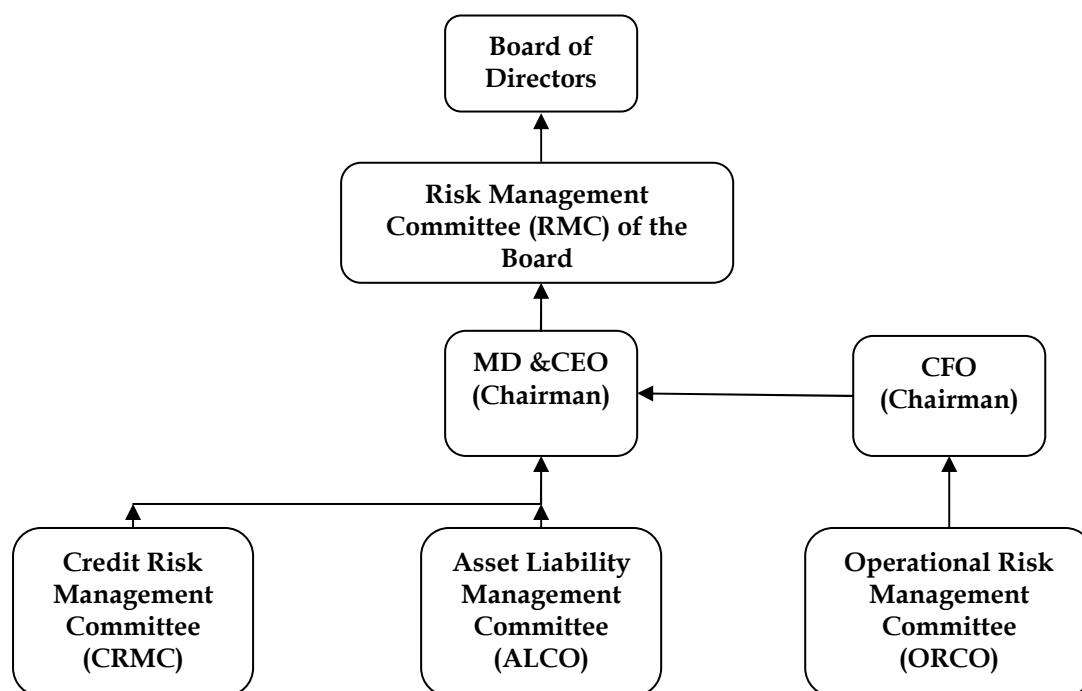 Board of
Directors
Risk Management
Committee (RMC) of the
Board
MD &CEO
(Chairman)
CFO
(Chairman)
Credit Risk
Management
Committee
(CRMC)
Asset Liability
Management
Committee
(ALCO)
Operational Risk
Management
Committee
(ORCO)